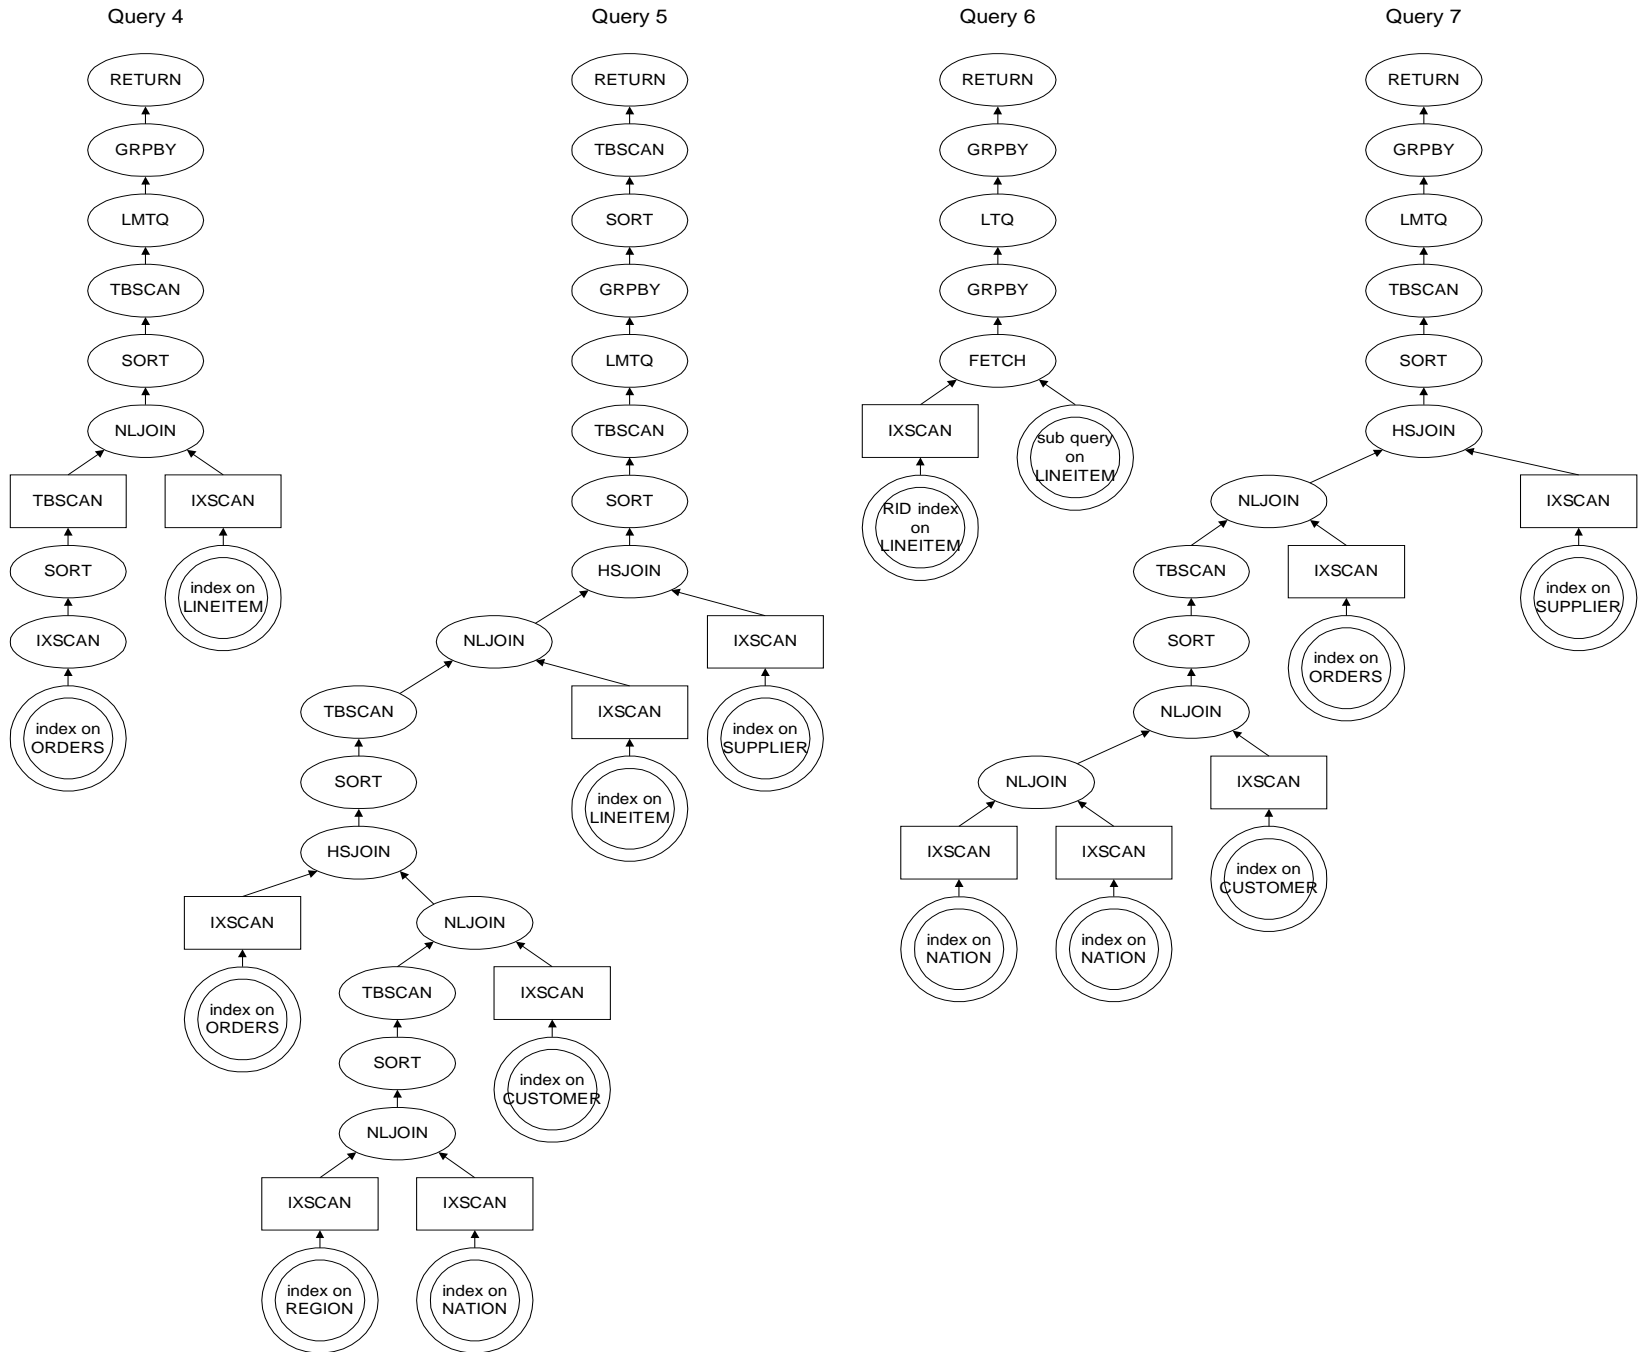 Query 4
RETURN
GRPBY
LMTQ
TBSCAN
SORT
NLJOIN
TBSCAN
IXSCAN
SORT
index on
LINEITEM
IXSCAN
index on
ORDERS
Query 5
RETURN
TBSCAN
SORT
GRPBY
LMTQ
TBSCAN
SORT
HSJOIN
NLJOIN
IXSCAN
TBSCAN
IXSCAN
index on
SUPPLIER
SORT
index on
LINEITEM
HSJOIN
IXSCAN
NLJOIN
index on
ORDERS
TBSCAN
IXSCAN
SORT
index on
CUSTOMER
NLJOIN
IXSCAN
IXSCAN
index on
REGION
index on
NATION
Query 6
RETURN
GRPBY
LTQ
GRPBY
FETCH
IXSCAN
sub query
on
LINEITEM
RID index
on
LINEITEM
Query 7
RETURN
GRPBY
LMTQ
TBSCAN
SORT
HSJOIN
NLJOIN
IXSCAN
TBSCAN
IXSCAN
index on
SUPPLIER
SORT
index on
ORDERS
NLJOIN
NLJOIN
IXSCAN
IXSCAN
IXSCAN
index on
CUSTOMER
index on
NATION
index on
NATION